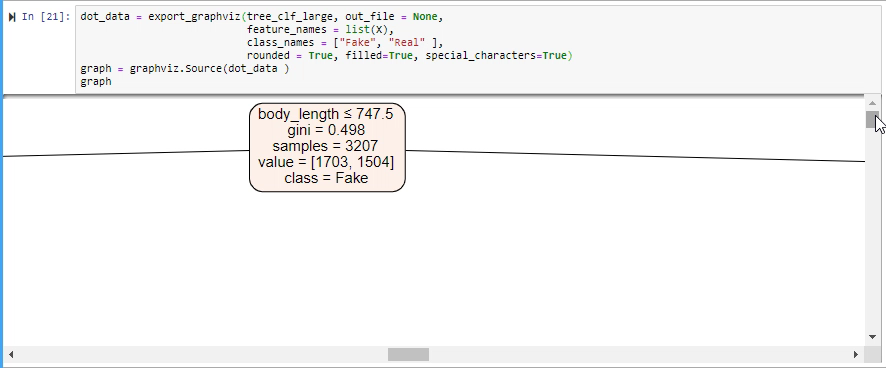 In [21]: dot_data = export_graphviz(tree_clf_large, out_file = None,
feature_names = list(X),
class_names = ["Fake", "Real" ],
rounded = True, filled=True, special_characters=True)
graph = graphviz.Source(dot_data )
graph
body_length ≤ 747.5
gini = 0.498
samples = 3207
value = [1703, 1504]
class = Fake